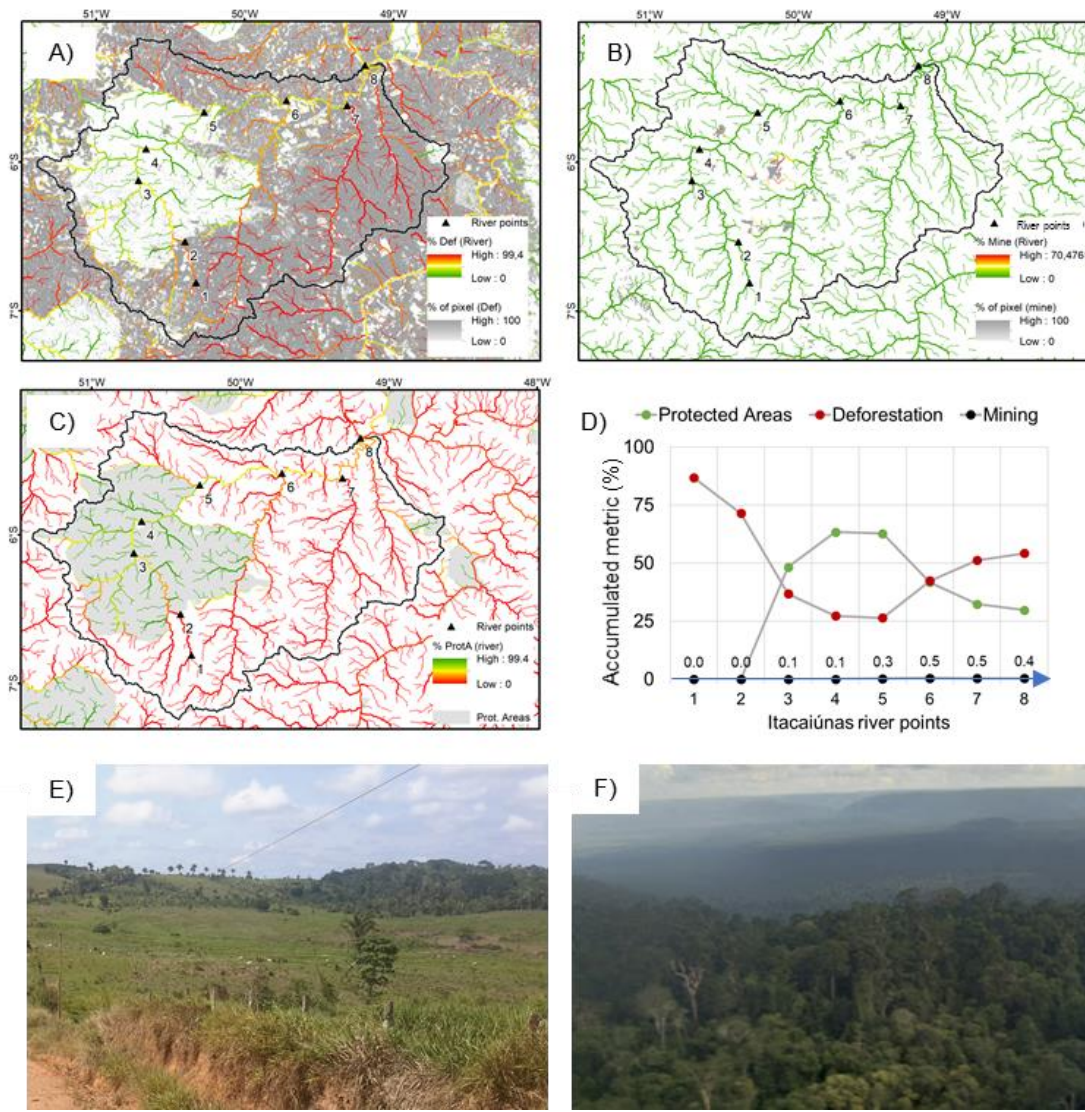 A)
50°W
49°W
6°S
7°S
1
2
3
4
5
6
7
8
▲ River points
% Def (River)
High : 99,4
Low : 0
% of pixel (Def)
High : 100
Low : 0
B)
51°W
50°W
49°W
6°S
7°S
1
2
3
4
5
6
7
8
▲ River points
% Mine (River)
High : 70,476
Low : 0
% of pixel (mine)
High : 100
Low : 0
C)
51°W
50°W
49°W
48°W
6°S
7°S
1
2
3
4
5
6
7
8
▲ River points
% ProtA (river)
High : 99.4
Low : 0
Prot. Areas
D)
Protected Areas Deforestation Mining
Accumulated metric (%)
100
75
50
25
0
0.0 0.0 0.1 0.1 0.3 0.5 0.5 0.4
1 2 3 4 5 6 7 8
Itacaiúnas river points
E)
F)